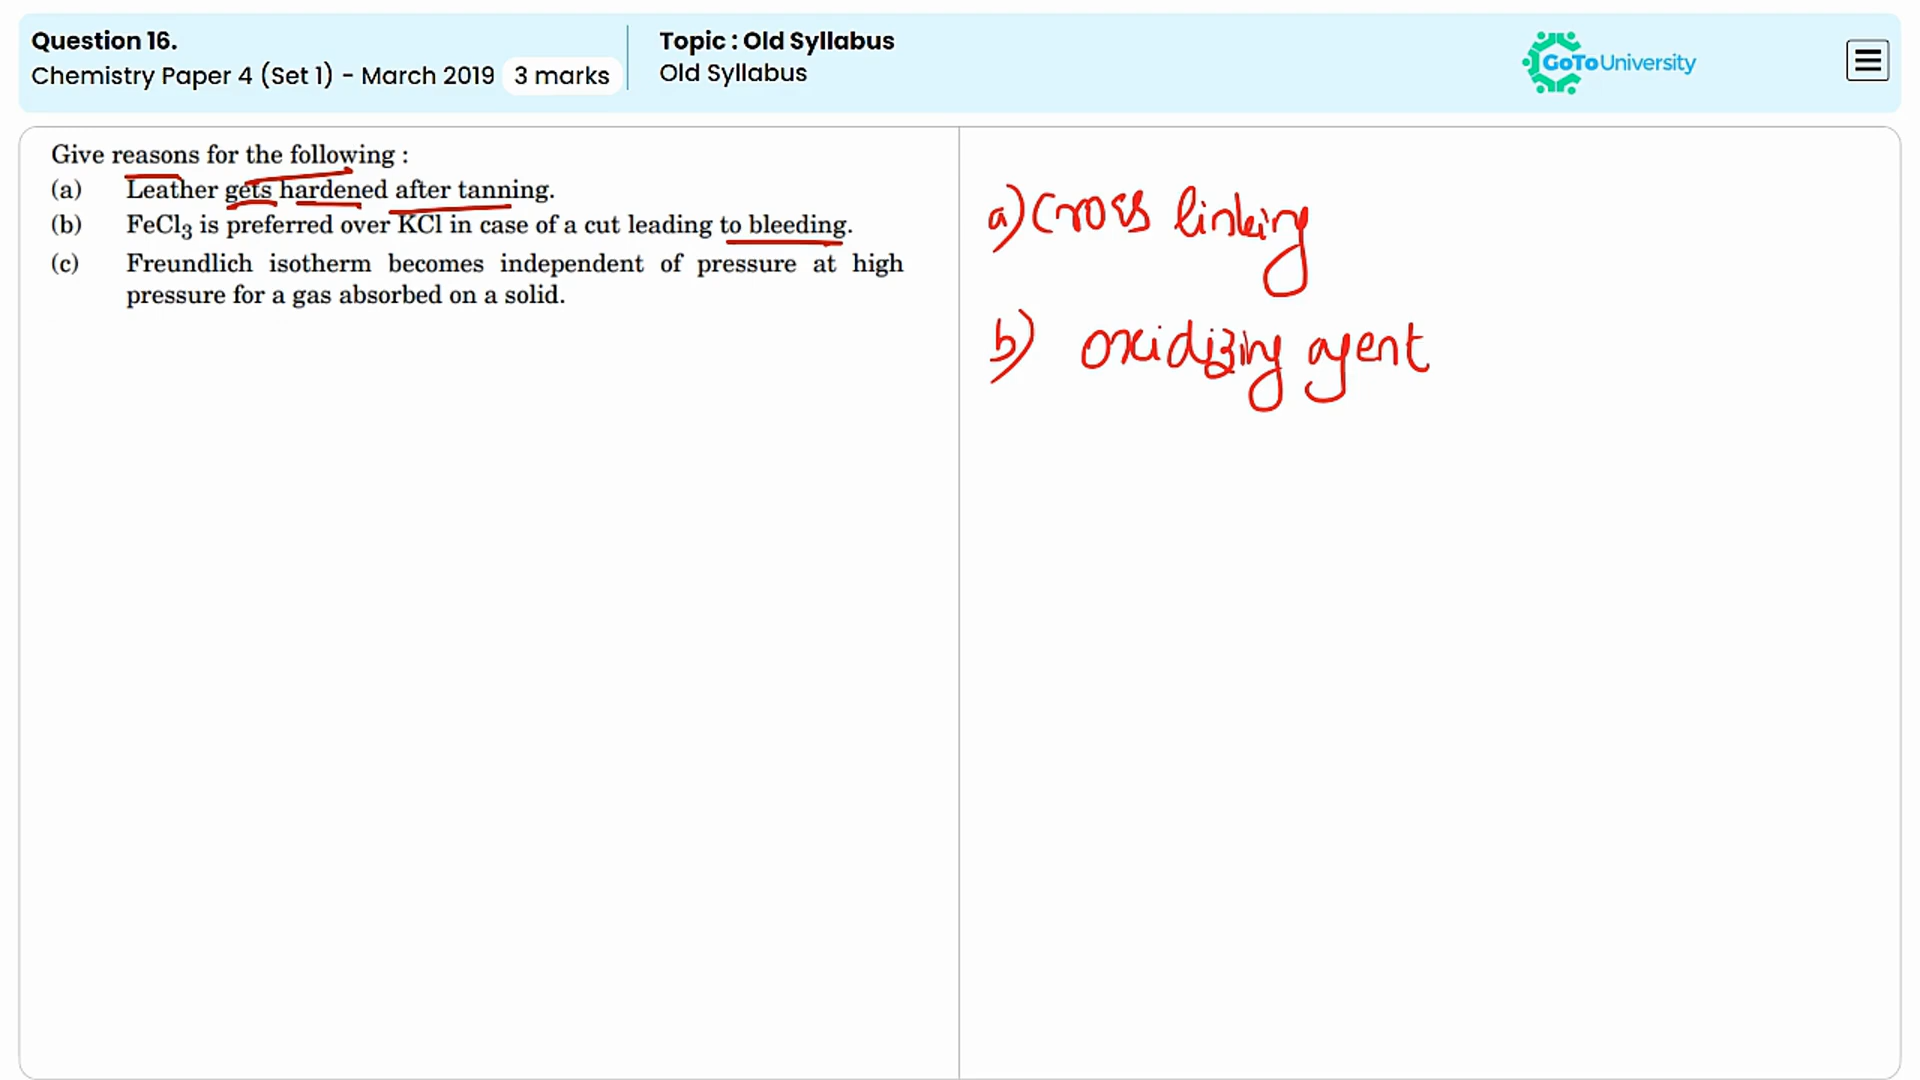 Question 16.
Chemistry Paper 4 (Set 1) - March 2019 3 marks
Topic : Old Syllabus
Old Syllabus
GoToUniversity
Give reasons for the following :
(a) Leather gets hardened after tanning.
(b) FeCl₃ is preferred over KCl in case of a cut leading to bleeding.
(c) Freundlich isotherm becomes independent of pressure at high
pressure for a gas absorbed on a solid.
a) Cross linking
b) oxidizing agent